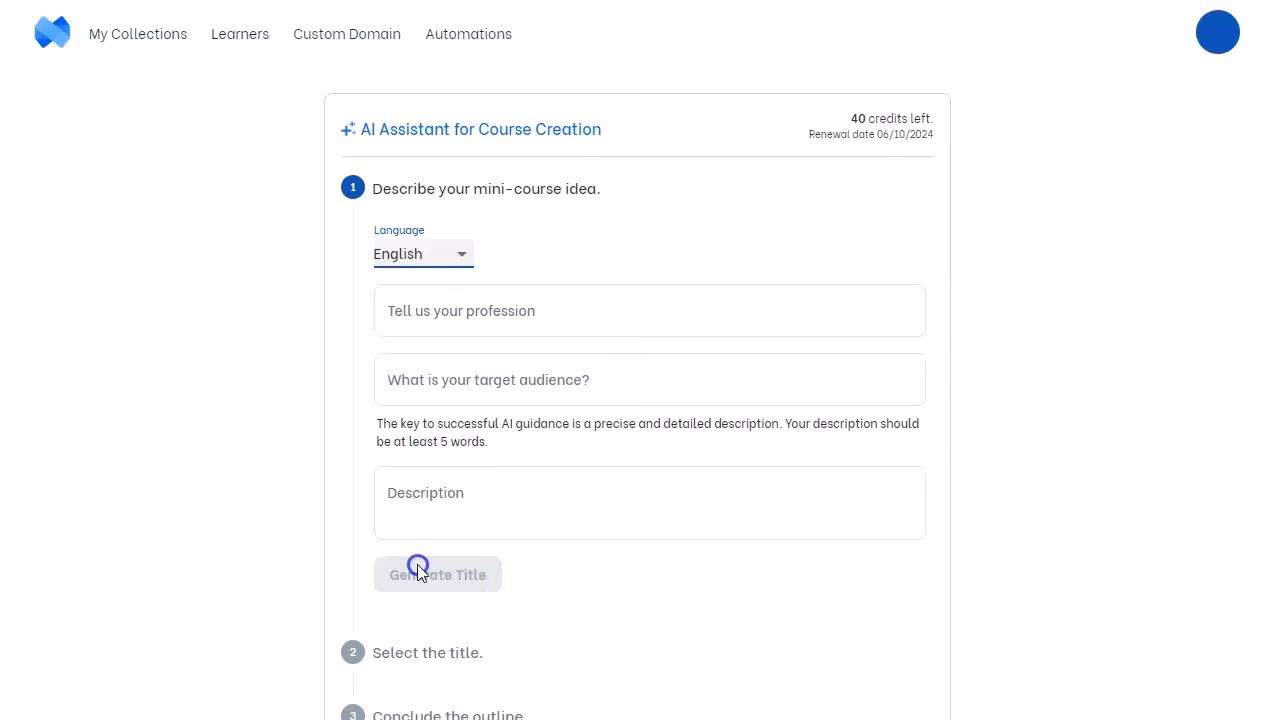 My Collections
Learners
Custom Domain
Automations
AI Assistant for Course Creation
40 credits left.
Renewal date 06/10/2024
1
Describe your mini-course idea.
Language
English
Tell us your profession
What is your target audience?
The key to successful AI guidance is a precise and detailed description. Your description should
be at least 5 words.
Description
Generate Title
2
Select the title.
3
Conclude the outline